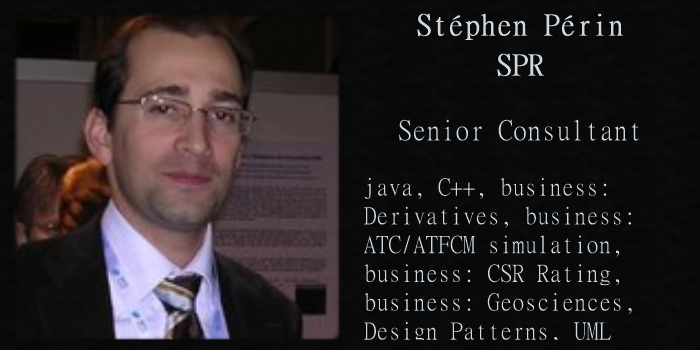 Stéphen Périn
SPR
Senior Consultant
java, C++, business:
Derivatives, business:
ATC/ATFCM simulation,
business: CSR Rating,
business: Geosciences,
Design Patterns, UML